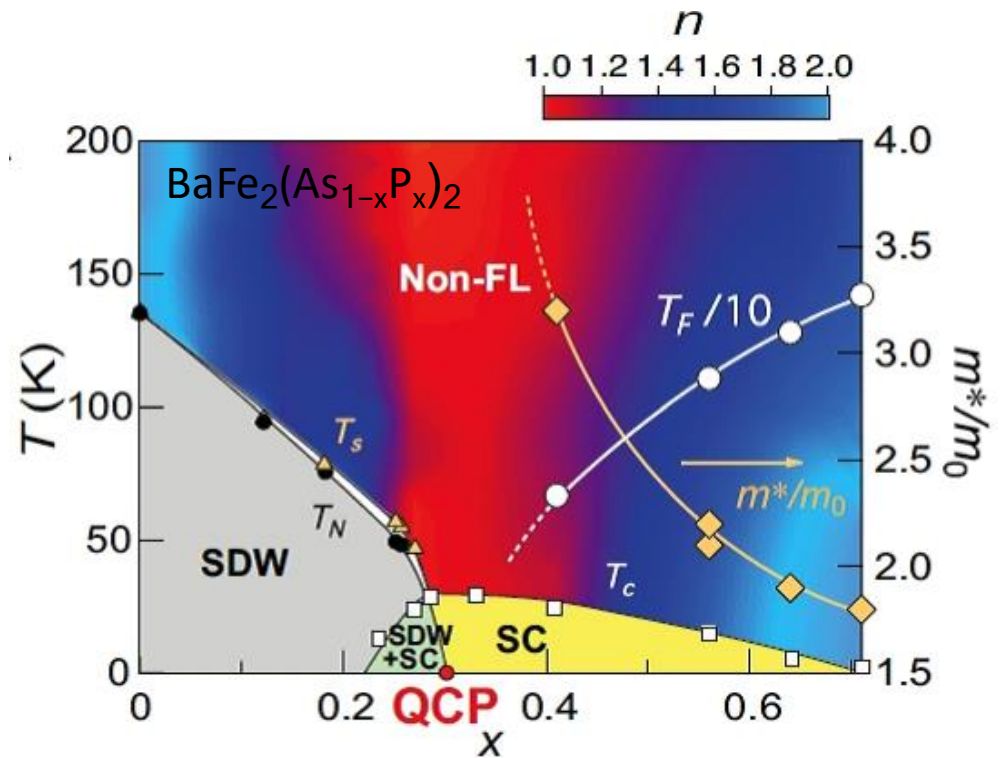 n
1.0 1.2 1.4 1.6 1.8 2.0
BaFe₂(As₁₋ₓPₓ)₂
Non-FL
T_F /10
T_s
T_N
SDW
m*/m₀
T_c
SDW
+SC
SC
QCP
T (K)
200
150
100
50
0
0 0.2 0.4 0.6
x
4.0
3.5
3.0
2.5
2.0
1.5
m*/m₀